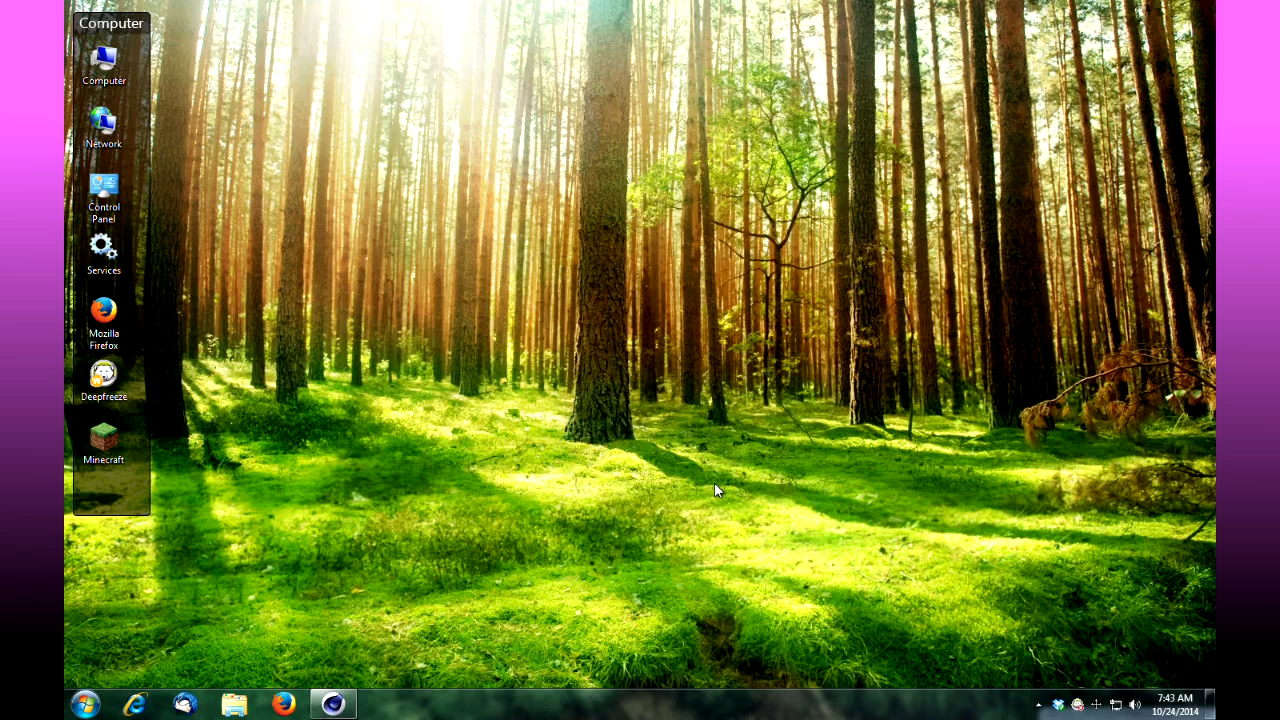 Computer
Computer
Network
Control
Panel
Services
Mozilla
Firefox
Deepfreeze
Minecraft
7:43 AM
10/24/2014